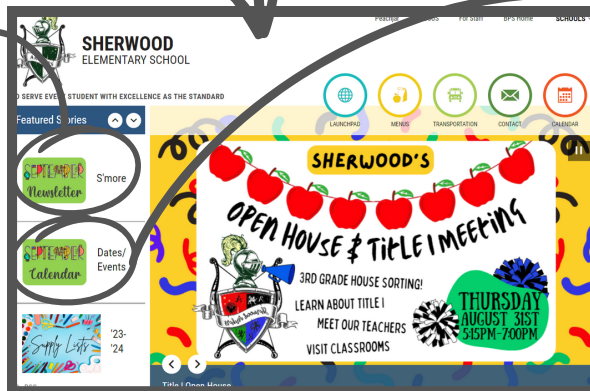 Peachjar
For Staff
BPS Home
SCHOOLS
SHERWOOD
ELEMENTARY SCHOOL
SERVE EVERY STUDENT WITH EXCELLENCE AS THE STANDARD
LAUNCHPAD
MENUS
TRANSPORTATION
CONTACT
CALENDAR
Featured Stories
SEPTEMBER
Newsletter
S'more
SEPTEMBER
Calendar
Dates/
Events
Supply Lists
'23-
'24
SHERWOOD'S
OPEN HOUSE & TITLE I MEETING
3RD GRADE HOUSE SORTING!
LEARN ABOUT TITLE I
MEET OUR TEACHERS
VISIT CLASSROOMS
THURSDAY
AUGUST 31ST
5:15PM-7:00PM
Title I Open House